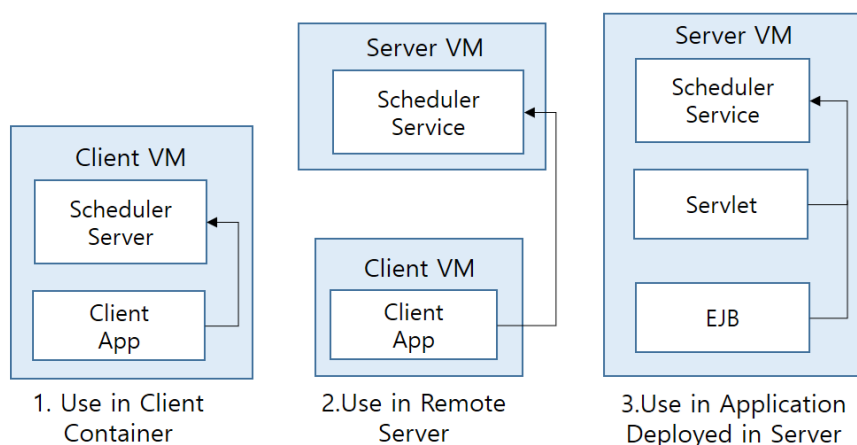 Client VM
Scheduler
Server
Client
App
1. Use in Client
Container
Server VM
Scheduler
Service
Client VM
Client
App
2.Use in Remote
Server
Server VM
Scheduler
Service
Servlet
EJB
3.Use in Application
Deployed in Server